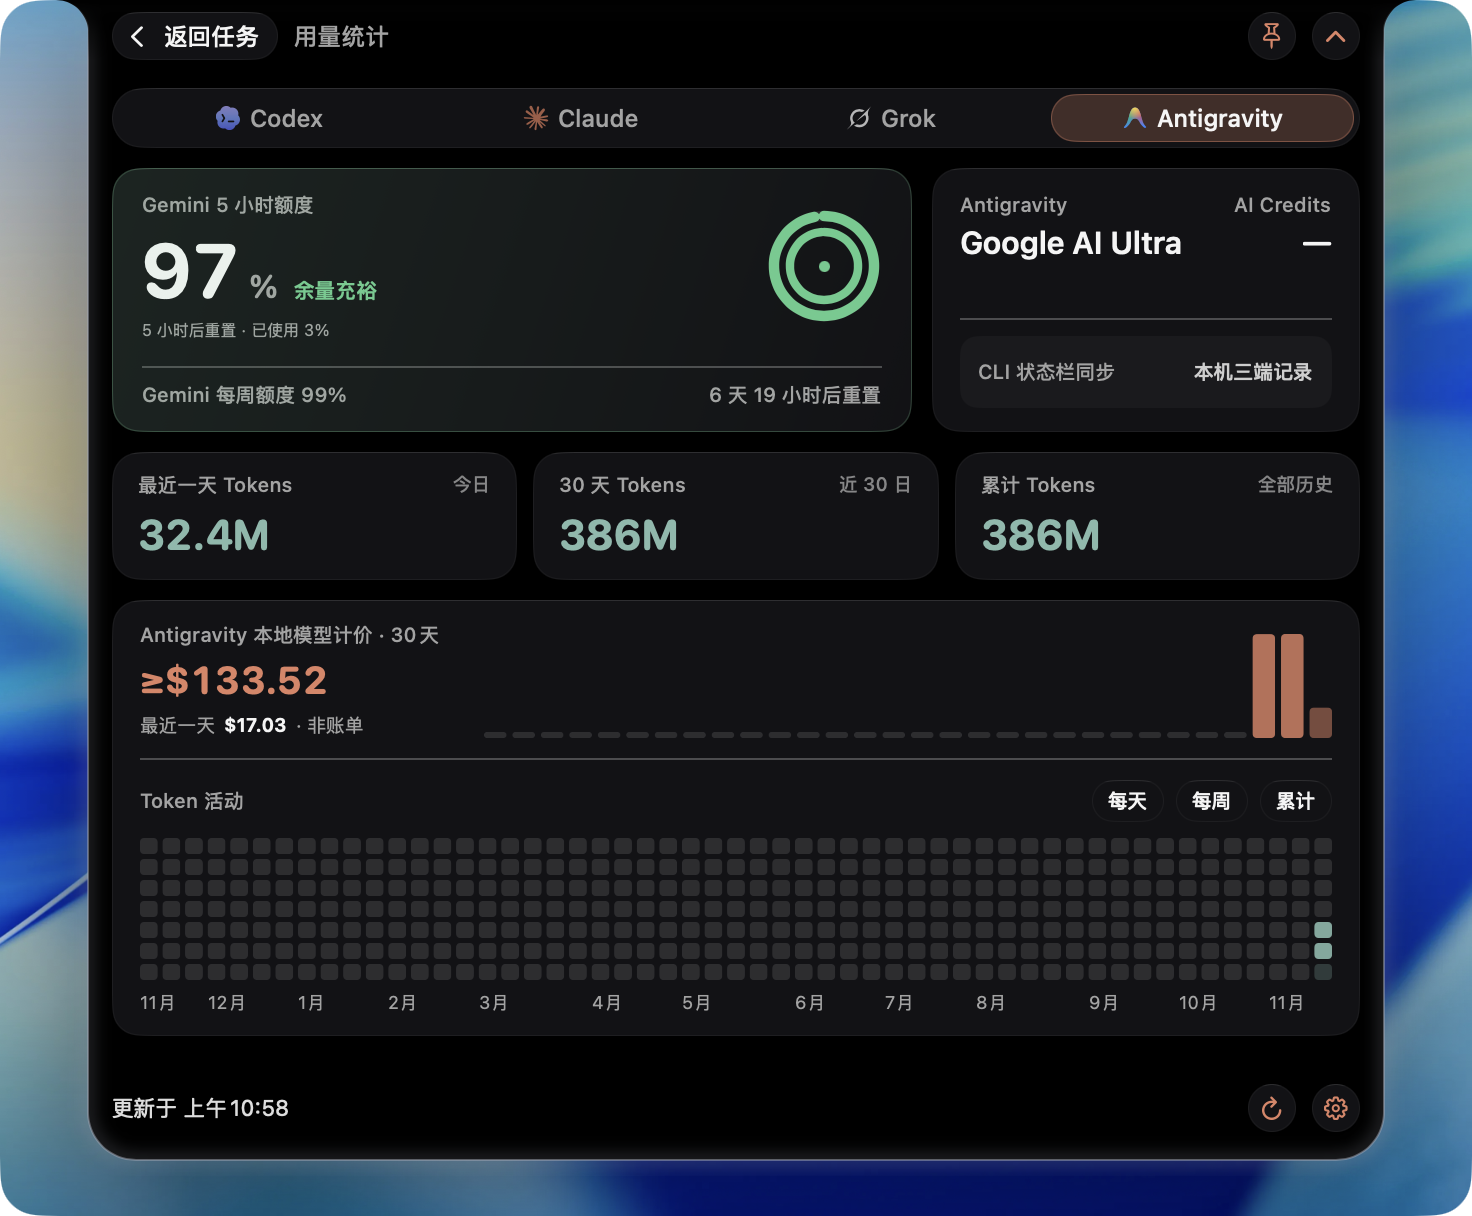 返回任务 用量统计
Codex Claude Grok Antigravity
Gemini 5 小时额度
97 % 余量充裕
5 小时后重置 · 已使用 3%
Gemini 每周额度 99% 6 天 19 小时后重置
Antigravity AI Credits
Google AI Ultra —
CLI 状态栏同步 本机三端记录
最近一天 Tokens 今日
32.4M
30 天 Tokens 近 30 日
386M
累计 Tokens 全部历史
386M
Antigravity 本地模型计价 · 30天
≥$133.52
最近一天 $17.03 · 非账单
Token 活动 每天 每周 累计
11月 12月 1月 2月 3月 4月 5月 6月 7月 8月 9月 10月 11月
更新于 上午10:58